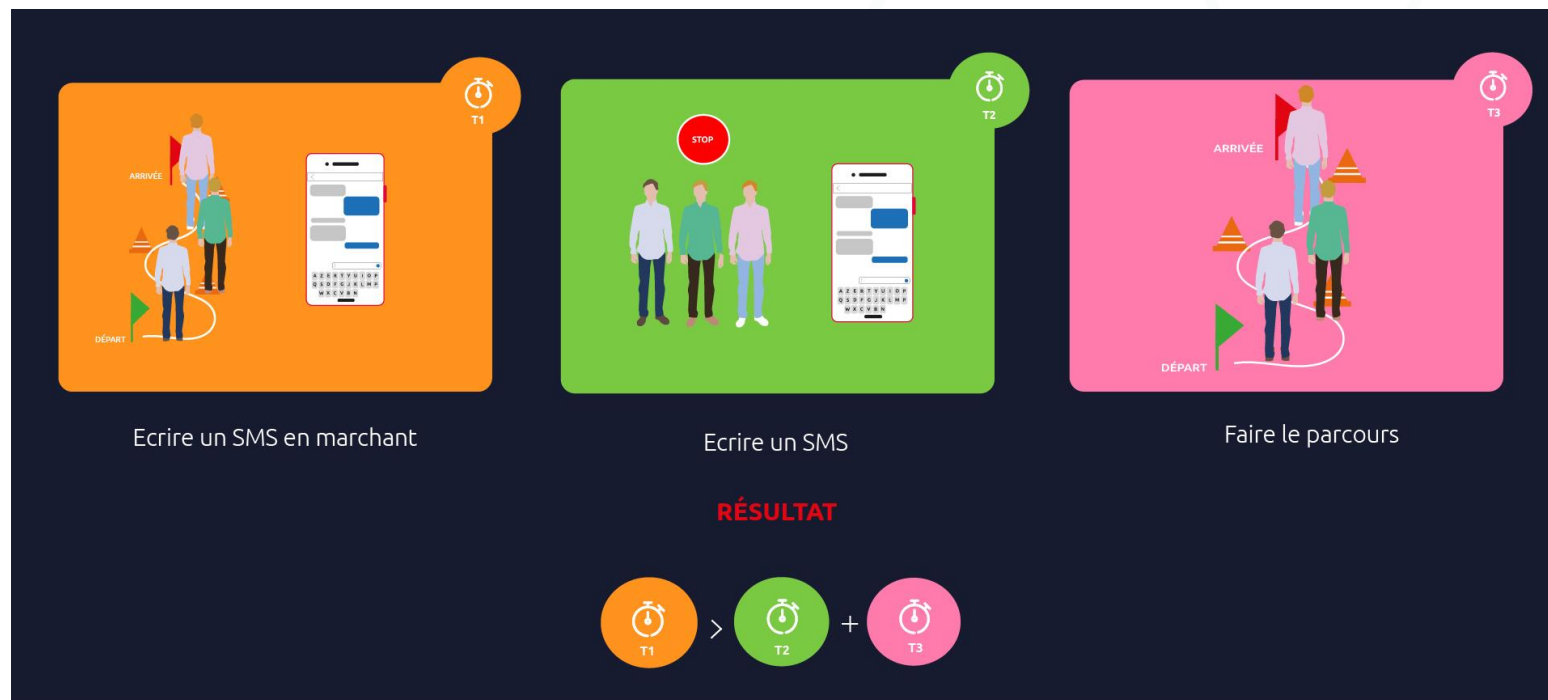 T1
ARRIVÉE
DÉPART
A Z E R T Y U I O P
Q S D F G J K L M P
W X C V B N
Ecrire un SMS en marchant
T2
STOP
A Z E R T Y U I O P
Q S D F G J K L M P
W X C V B N
Ecrire un SMS
T3
ARRIVÉE
DÉPART
Faire le parcours
RÉSULTAT
T1 > T2 + T3